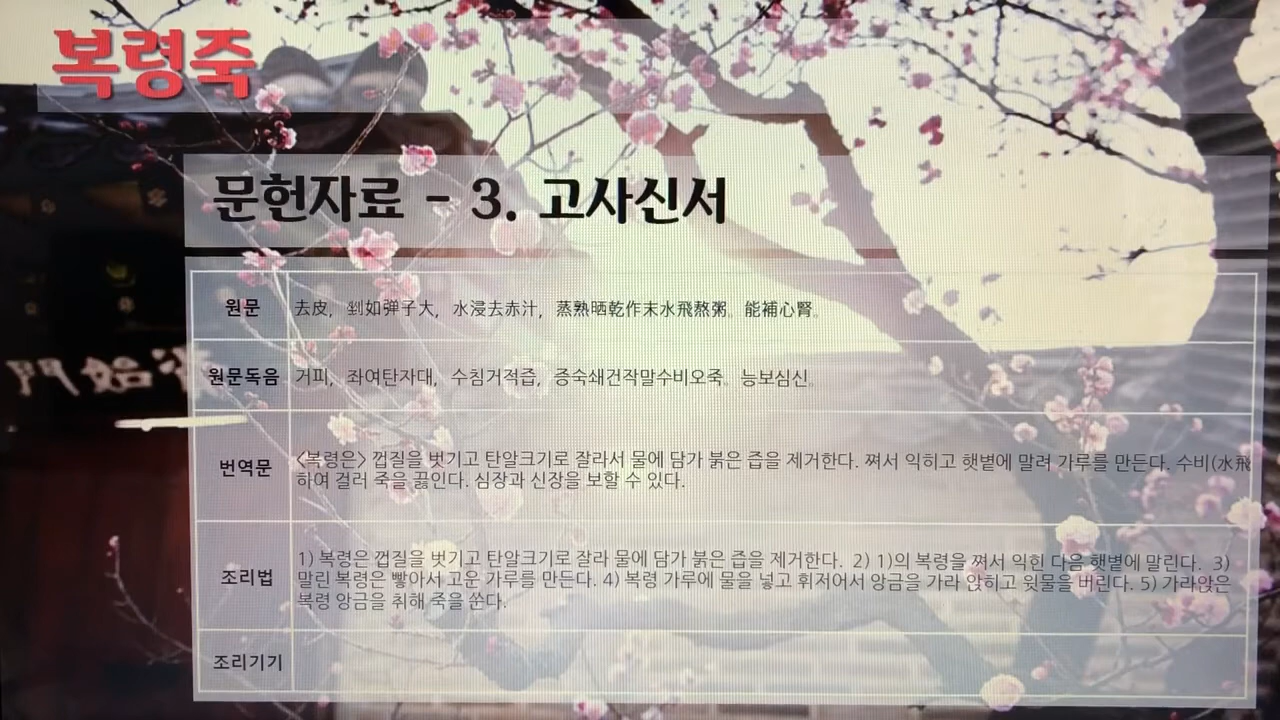 복령죽
문헌자료 - 3. 고사신서
원문 去皮, 剉如弹子大, 水浸去赤汁, 蒸熟晒乾作末水飛熬粥。能補心腎。
원문독음 거피, 좌여탄자대, 수침거적즙, 증숙쇄건작말수비오죽。능보심신。
번역문 <복령은> 껍질을 벗기고 탄알크기로 잘라서 물에 담가 붉은 즙을 제거한다. 쪄서 익히고 햇볕에 말려 가루를 만든다. 수비(水飛
하여 걸러 죽을 끓인다. 심장과 신장을 보할 수 있다.
조리법 1) 복령은 껍질을 벗기고 탄알크기로 잘라 물에 담가 붉은 즙을 제거한다. 2) 1)의 복령을 쪄서 익힌 다음 햇볕에 말린다. 3)
말린 복령은 빻아서 고운 가루를 만든다. 4) 복령 가루에 물을 넣고 휘저어서 앙금을 가라 앉히고 윗물을 버린다. 5) 가라앉은
복령 앙금을 취해 죽을 쑨다.
조리기기
門始